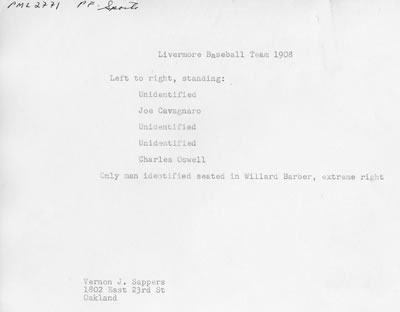 PML2771 PP-Sports
Livermore Baseball Team 1908
Left to right, standing:
Unidentified
Joe Cavagnaro
Unidentified
Unidentified
Charles Oswell
Only man identified seated in Willard Barber, extreme right
Vernon J. Sappers
1802 East 23rd St
Oakland